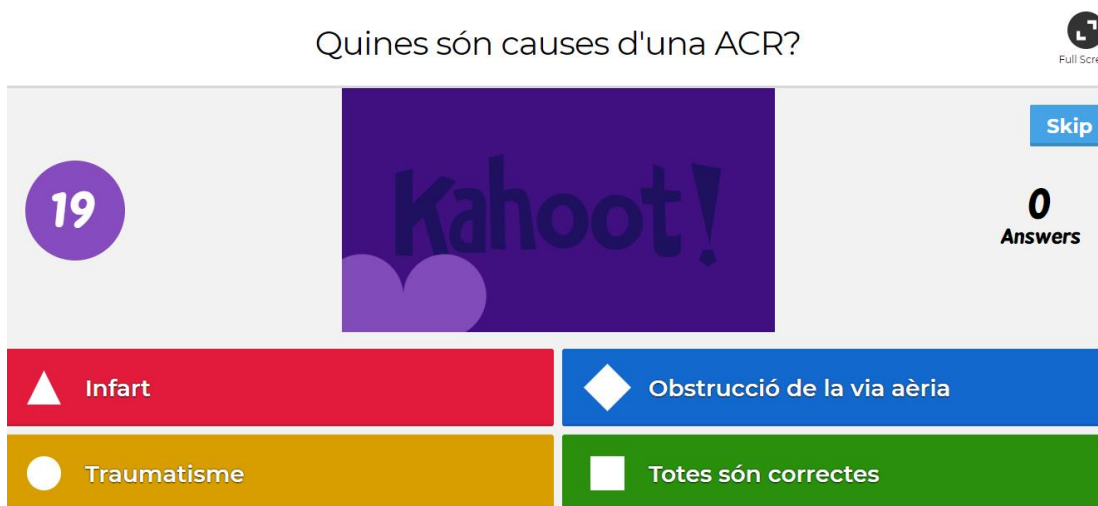 Quines són causes d'una ACR?
Full Scre
Skip
19
Kahoot!
0
Answers
Infart
Obstrucció de la via aèria
Traumatisme
Totes són correctes